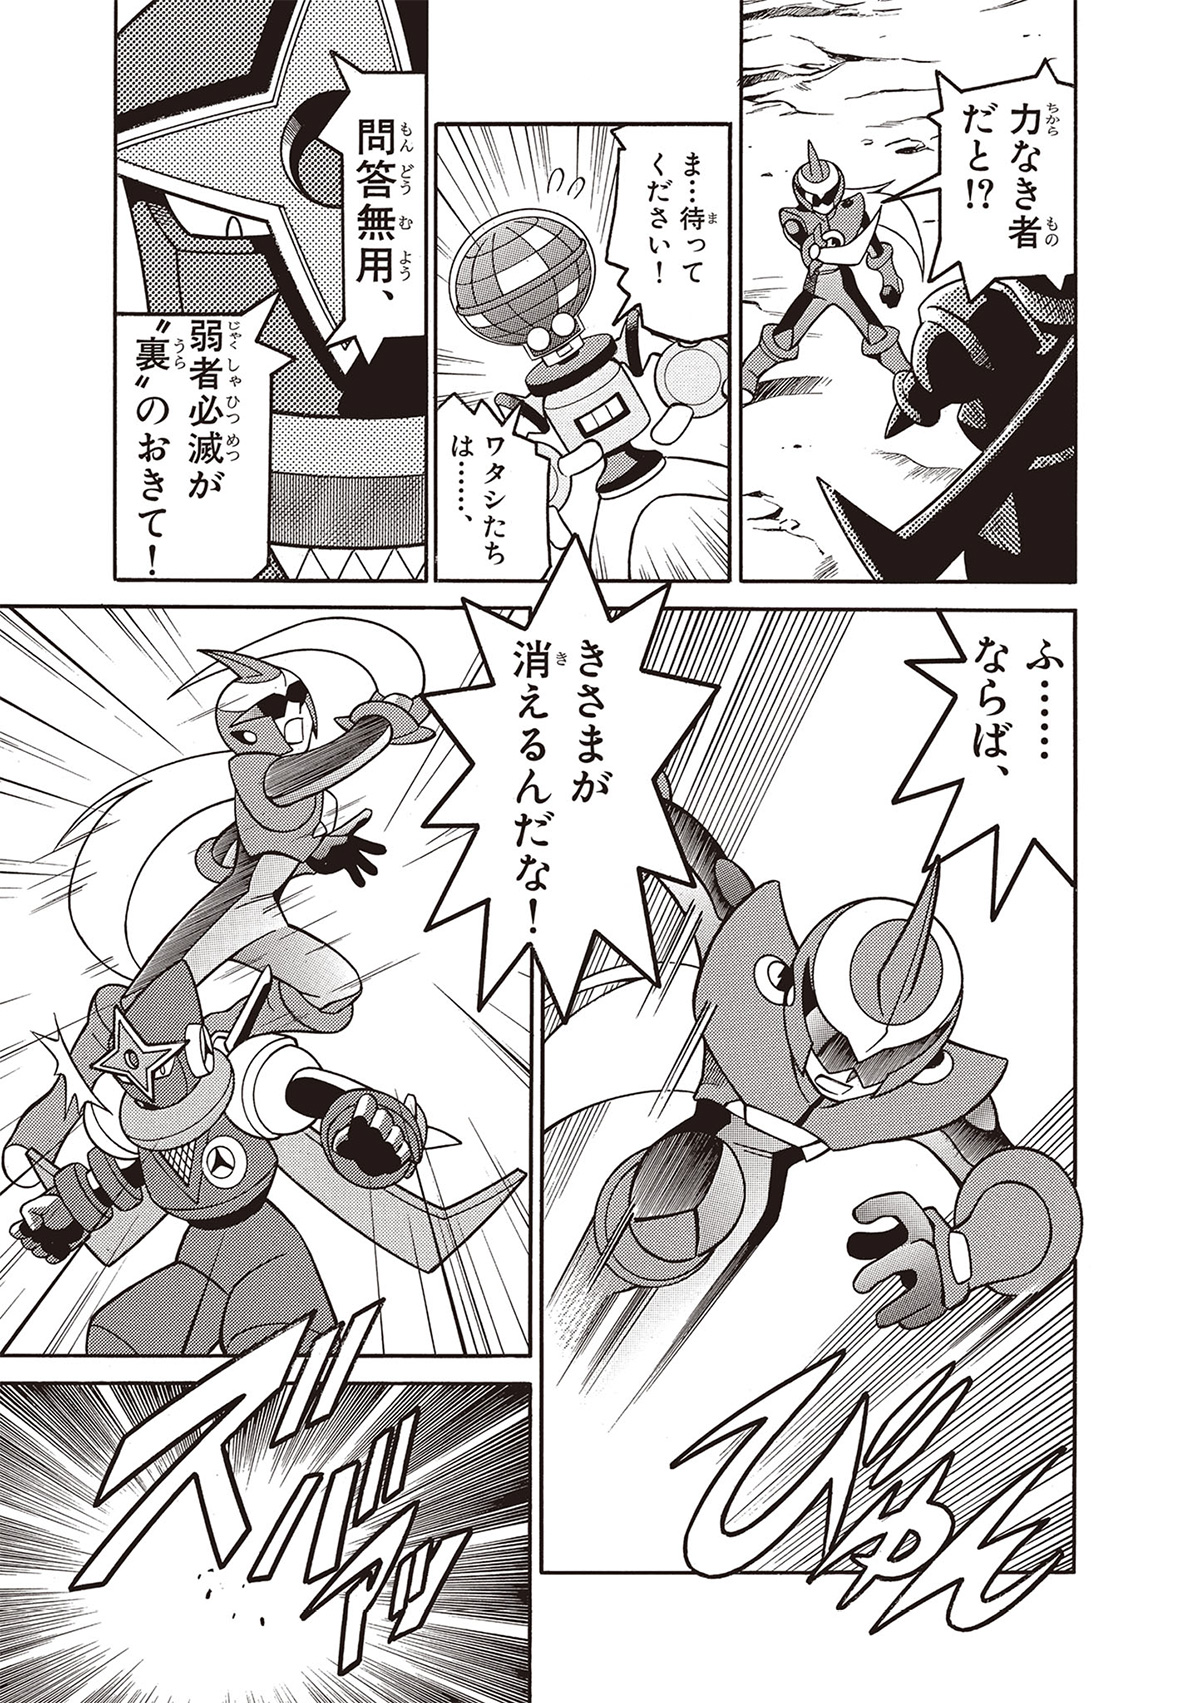 力なき者
だと!?
ま…待って
ください！
ワタシたち
は……、
問答無用、
弱者必滅が
〝裏〟のおきて！
ふ……
ならば、
きさまが
消えるんだな！
びゅん
ズバァッ